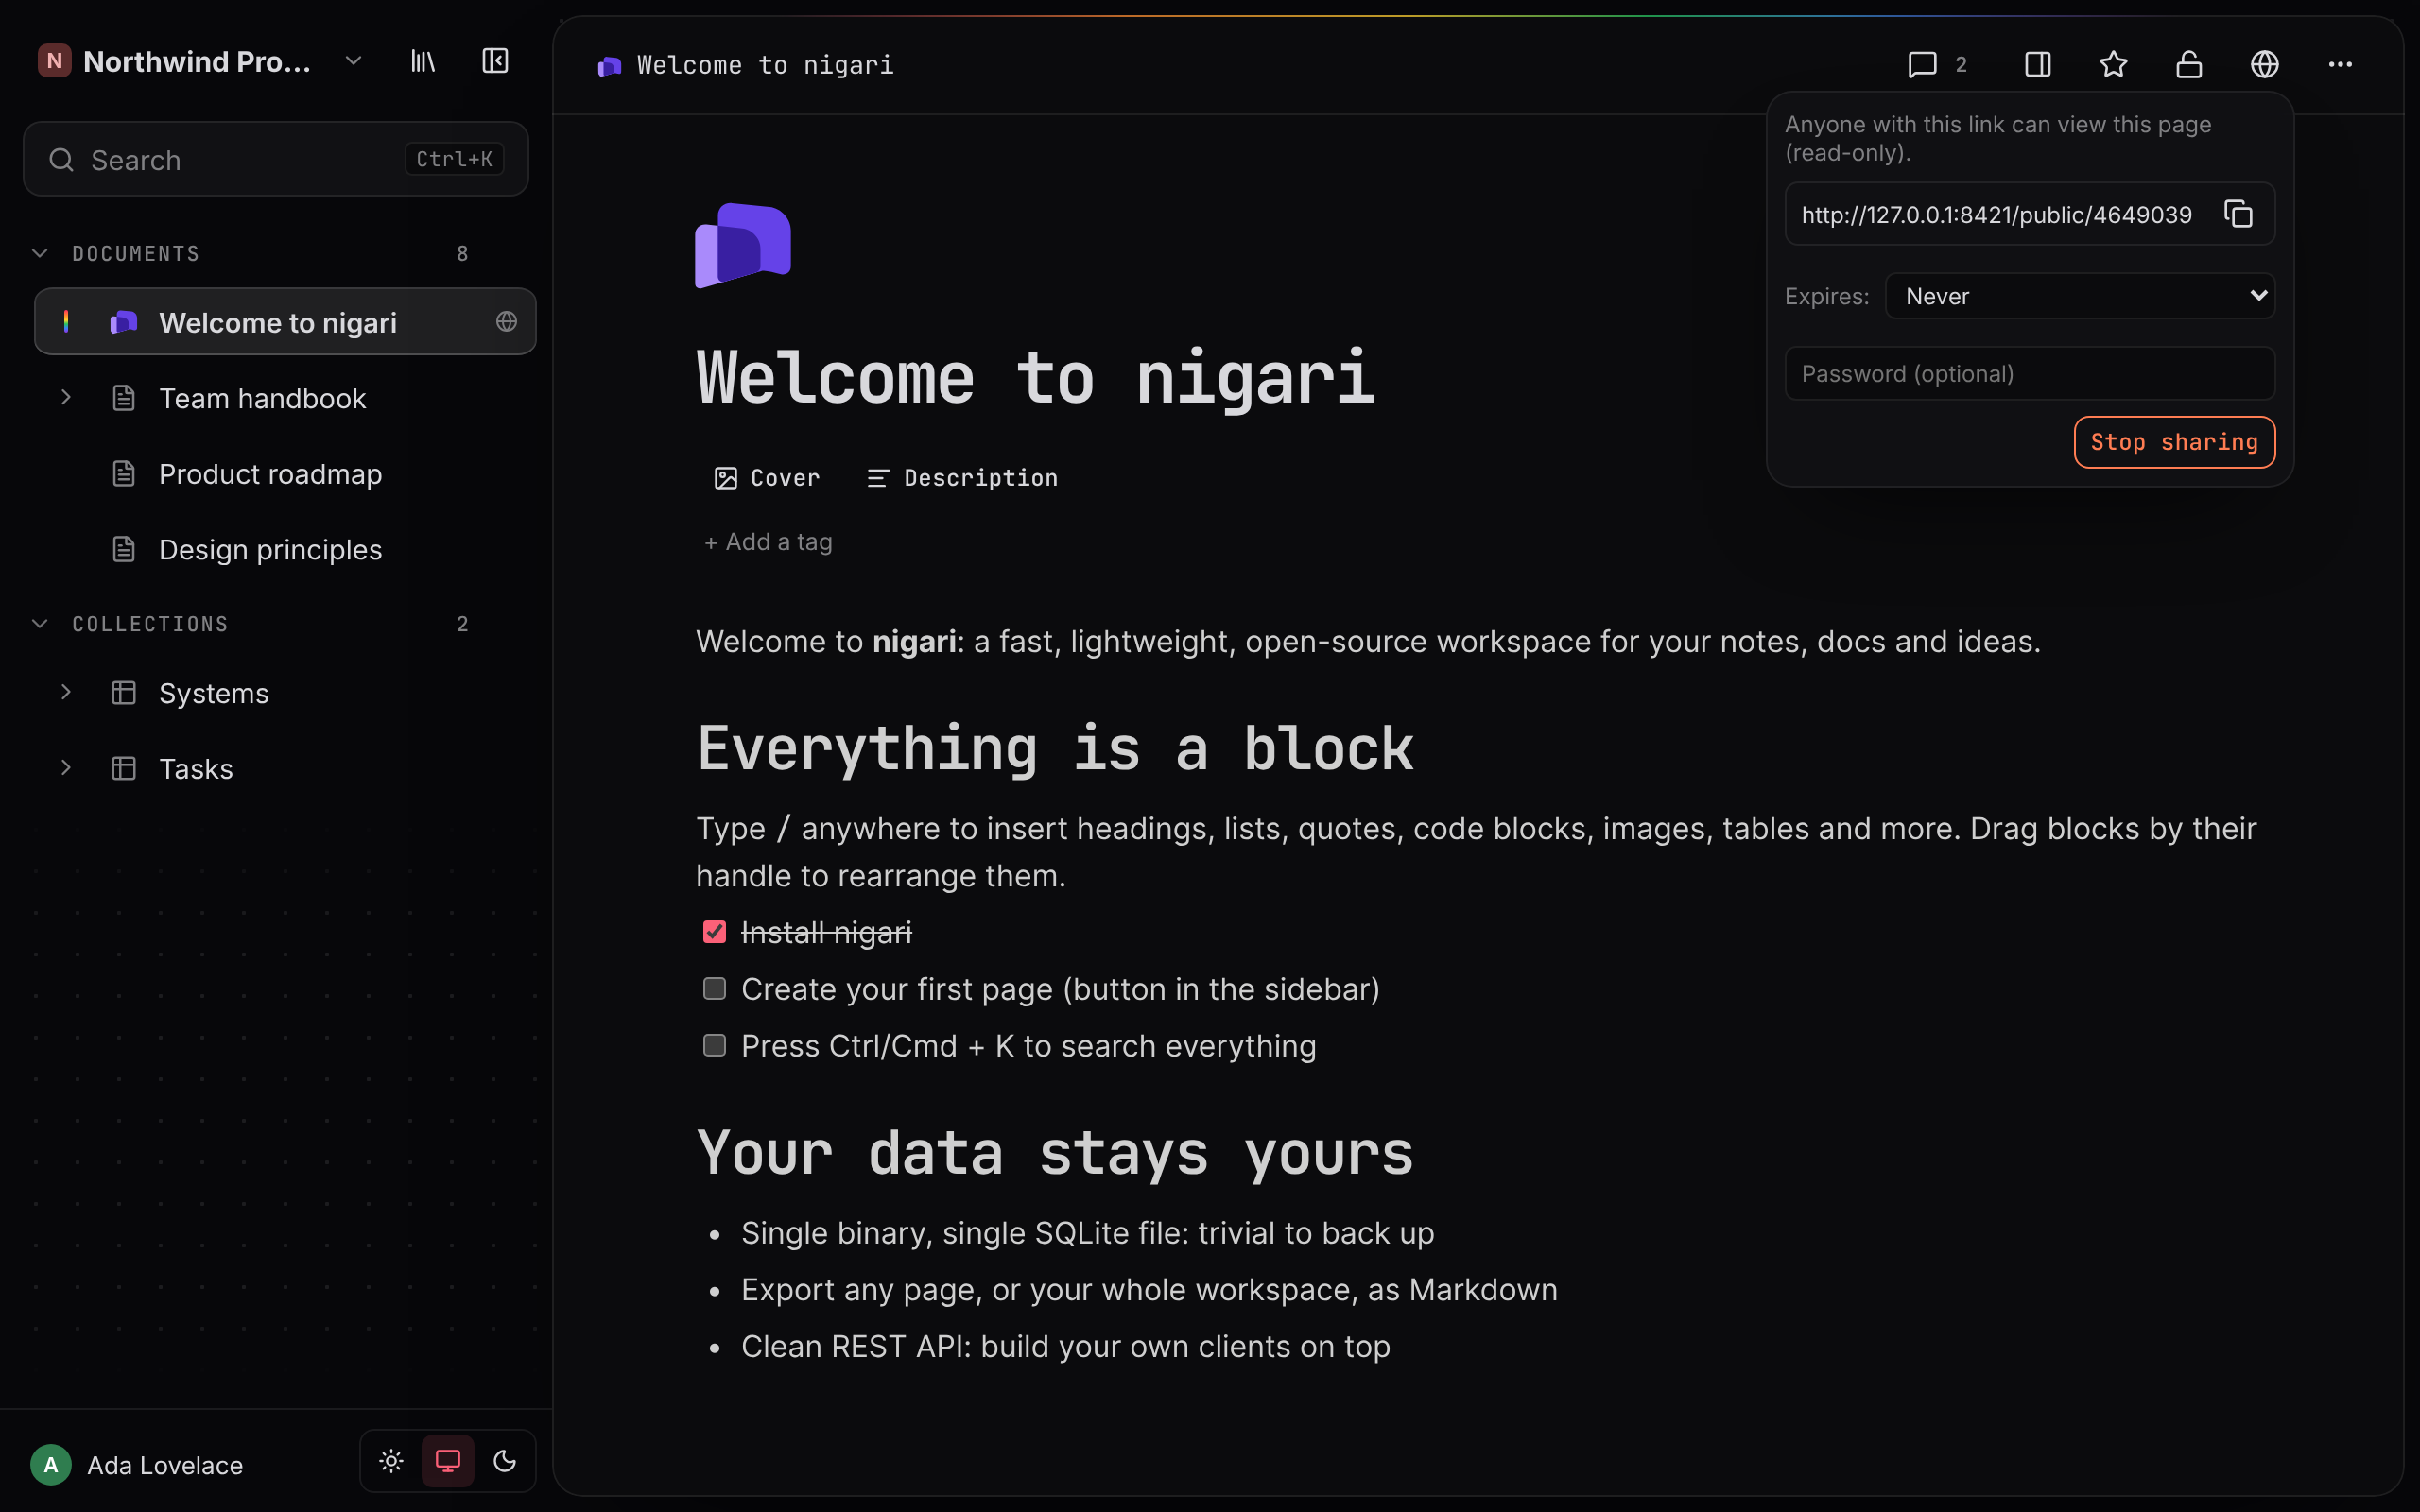 N Northwind Pro...
Search Ctrl+K
DOCUMENTS 8
Welcome to nigari
Team handbook
Product roadmap
Design principles
COLLECTIONS 2
Systems
Tasks
A Ada Lovelace
Welcome to nigari
2
Anyone with this link can view this page
(read-only).
http://127.0.0.1:8421/public/4649039
Expires: Never
Password (optional)
Stop sharing
Welcome to nigari
Cover Description
+ Add a tag
Welcome to nigari: a fast, lightweight, open-source workspace for your notes, docs and ideas.
Everything is a block
Type / anywhere to insert headings, lists, quotes, code blocks, images, tables and more. Drag blocks by their
handle to rearrange them.
Install nigari
Create your first page (button in the sidebar)
Press Ctrl/Cmd + K to search everything
Your data stays yours
• Single binary, single SQLite file: trivial to back up
• Export any page, or your whole workspace, as Markdown
• Clean REST API: build your own clients on top